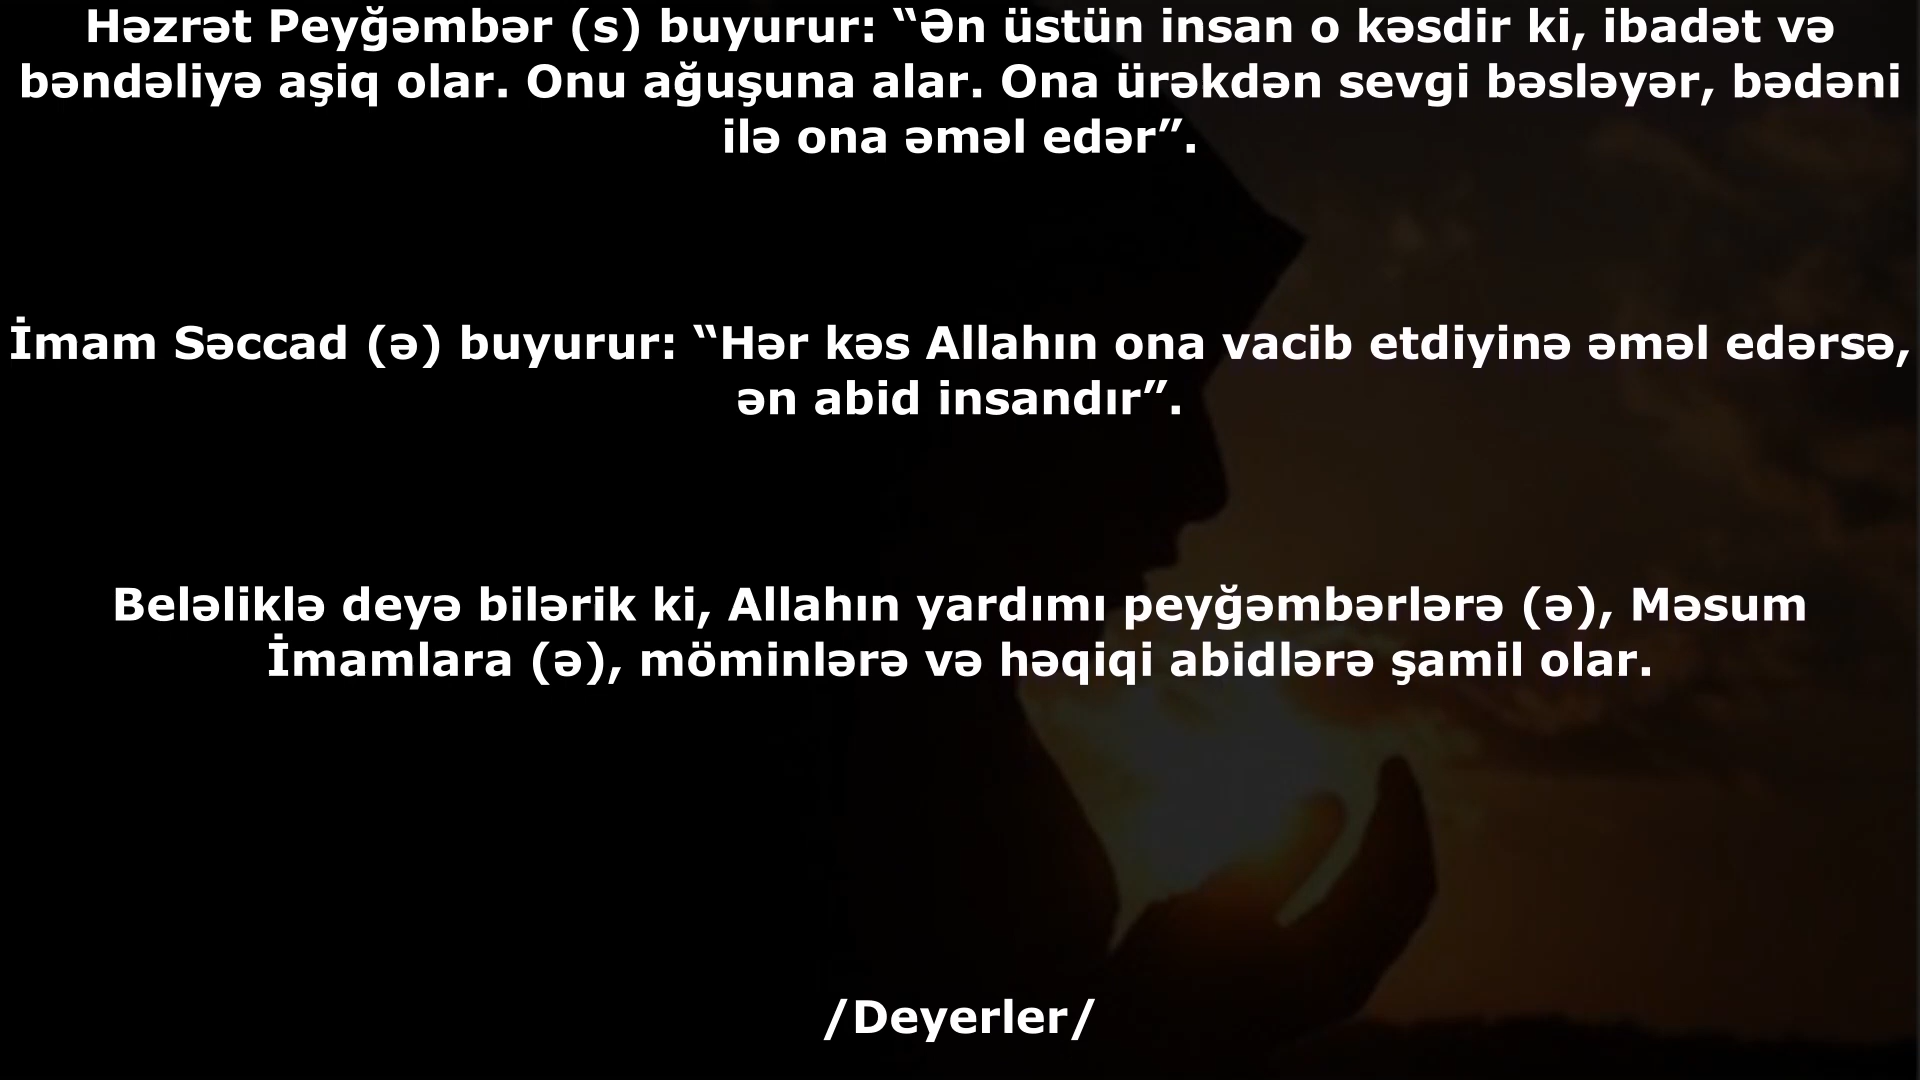 Həzrət Peyğəmbər (s) buyurur: “Ən üstün insan o kəsdir ki, ibadət və
bəndəliyə aşiq olar. Onu ağuşuna alar. Ona ürəkdən sevgi bəsləyər, bədəni
ilə ona əməl edər”.
İmam Səccad (ə) buyurur: “Hər kəs Allahın ona vacib etdiyinə əməl edərsə,
ən abid insandır”.
Beləliklə deyə bilərik ki, Allahın yardımı peyğəmbərlərə (ə), Məsum
İmamlara (ə), möminlərə və həqiqi abidlərə şamil olar.
/Deyerler/